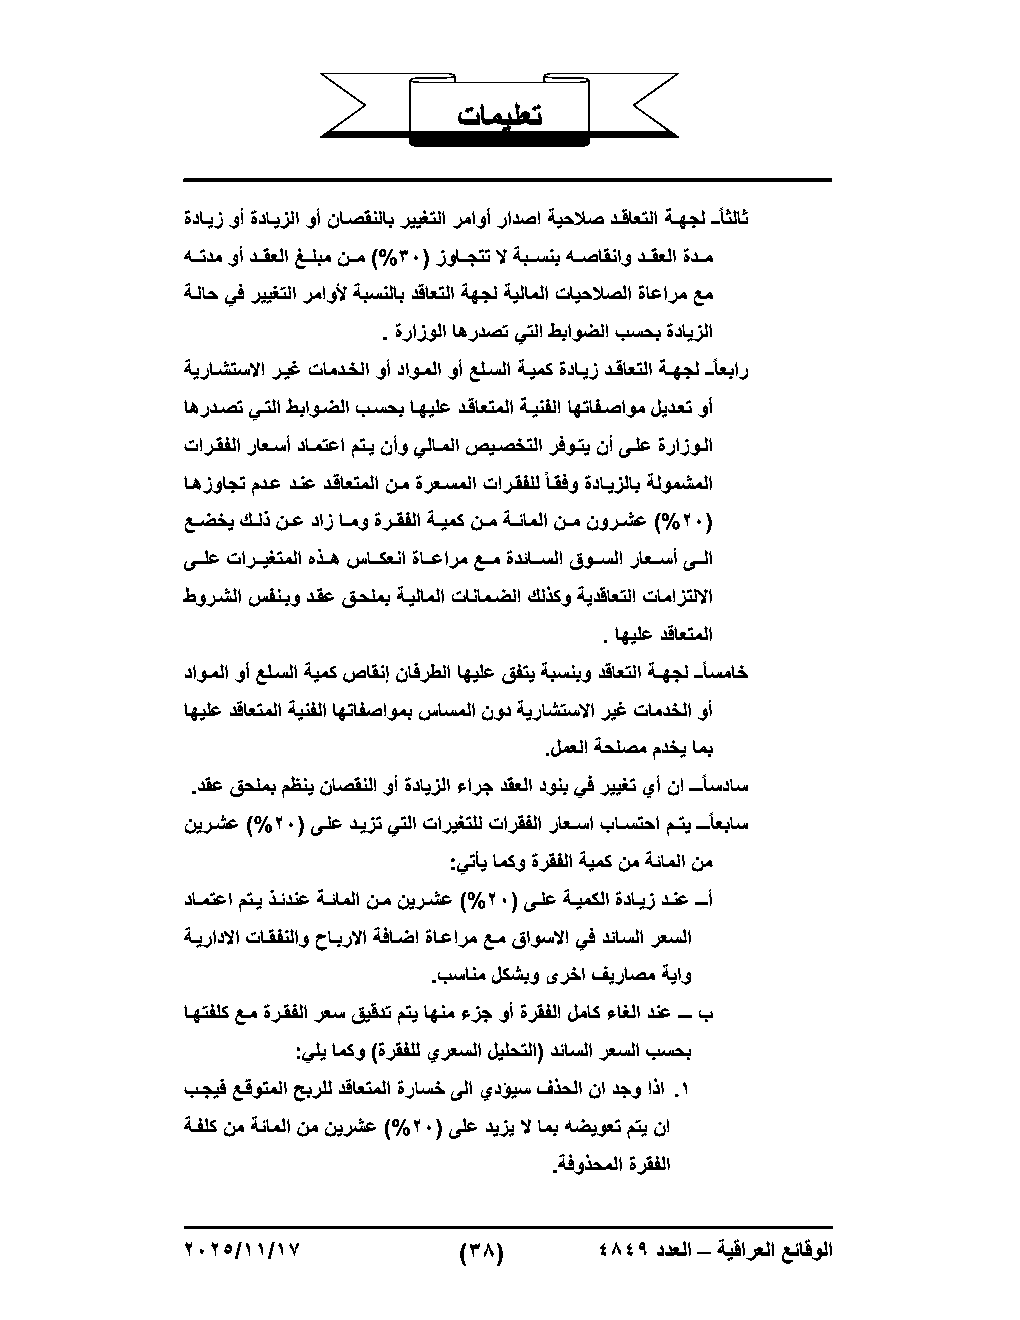 تعليمات
ثالثاً– لجهة التعاقد صلاحية اصدار أوامر التغيير بالنقصان أو الزيادة أو زيادة
مدة العقد وانقاصه بنسبة لا تتجاوز (٣٠%) من مبلغ العقد أو مدته
مع مراعاة الصلاحيات المالية لجهة التعاقد بالنسبة لأوامر التغيير في حالة
الزيادة بحسب الضوابط التي تصدرها الوزارة .
رابعاً– لجهة التعاقد زيادة كمية السلع أو المواد أو الخدمات غير الاستشارية
أو تعديل مواصفاتها الفنية المتعاقد عليها بحسب الضوابط التي تصدرها
الوزارة على أن يتوفر التخصيص المالي وأن يتم اعتماد أسعار الفقرات
المشمولة بالزيادة وفقاً للفقرات المسعرة من المتعاقد عند عدم تجاوزها
(٢٠%) عشرون من المائة من كمية الفقرة وما زاد عن ذلك يخضع
الى أسعار السوق السائدة مع مراعاة انعكاس هذه المتغيرات على
الالتزامات التعاقدية وكذلك الضمانات المالية بملحق عقد وبنفس الشروط
المتعاقد عليها .
خامساً– لجهة التعاقد وبنسبة يتفق عليها الطرفان إنقاص كمية السلع أو المواد
أو الخدمات غير الاستشارية دون المساس بمواصفاتها الفنية المتعاقد عليها
بما يخدم مصلحة العمل.
سادساً– ان أي تغيير في بنود العقد جراء الزيادة أو النقصان ينظم بملحق عقد.
سابعاً– يتم احتساب اسعار الفقرات للتغيرات التي تزيد على (٢٠%) عشرين
من المائة من كمية الفقرة وكما يأتي:
أ– عند زيادة الكمية على (٢٠%) عشرين من المائة عندئذ يتم اعتماد
السعر السائد في الاسواق مع مراعاة اضافة الارباح والنفقات الادارية
واية مصاريف اخرى وبشكل مناسب.
ب – عند الغاء كامل الفقرة أو جزء منها يتم تدقيق سعر الفقرة مع كلفتها
بحسب السعر السائد (التحليل السعري للفقرة) وكما يلي:
١. اذا وجد ان الحذف سيؤدي الى خسارة المتعاقد للربح المتوقع فيجب
ان يتم تعويضه بما لا يزيد على (٢٠%) عشرين من المائة من كلفة
الفقرة المحذوفة.
الوقائع العراقية – العدد ٤٨٤٩ (٣٨) ٢٠٢٥/١١/١٧